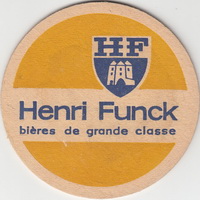 HF
Henri Funck
bières de grande classe